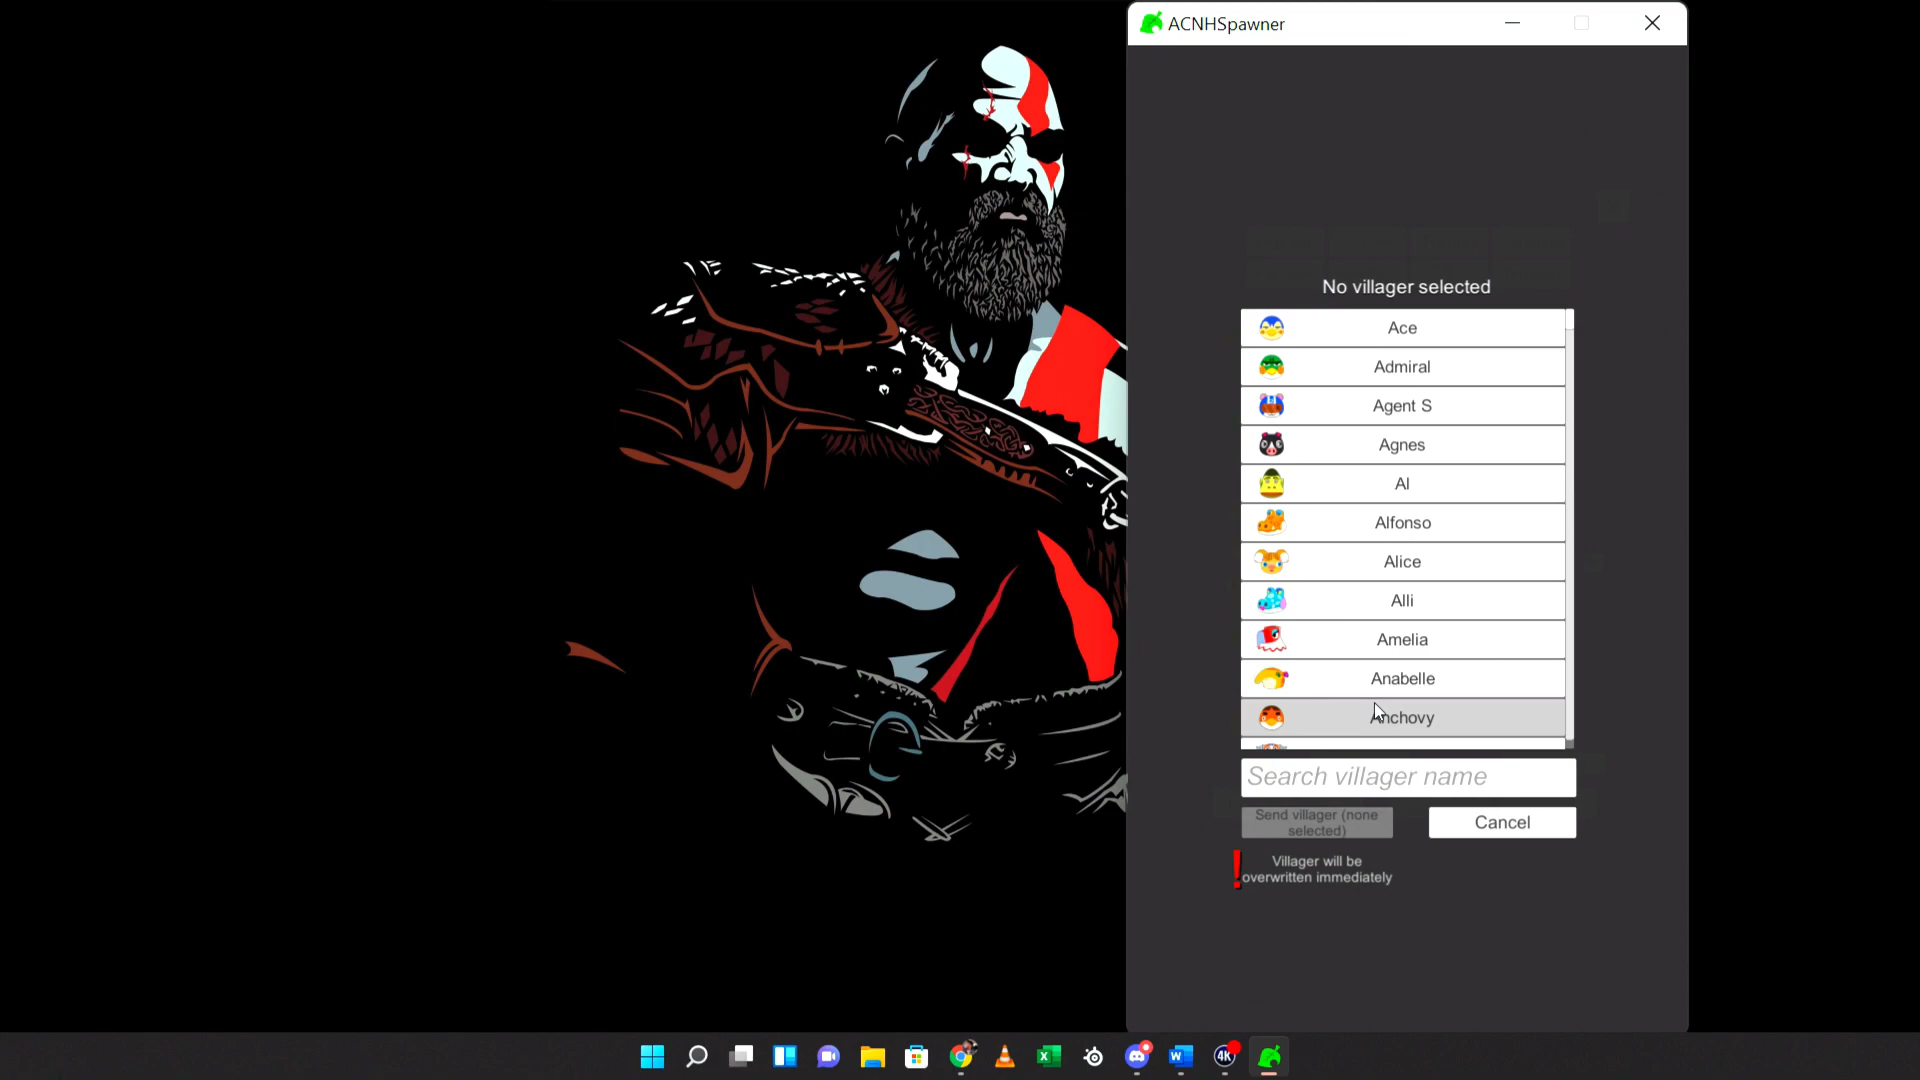 ACNHSpawner
No villager selected
Ace
Admiral
Agent S
Agnes
Al
Alfonso
Alice
Alli
Amelia
Anabelle
Anchovy
Search villager name
Send villager (none
selected)
Cancel
Villager will be
overwritten immediately
4K